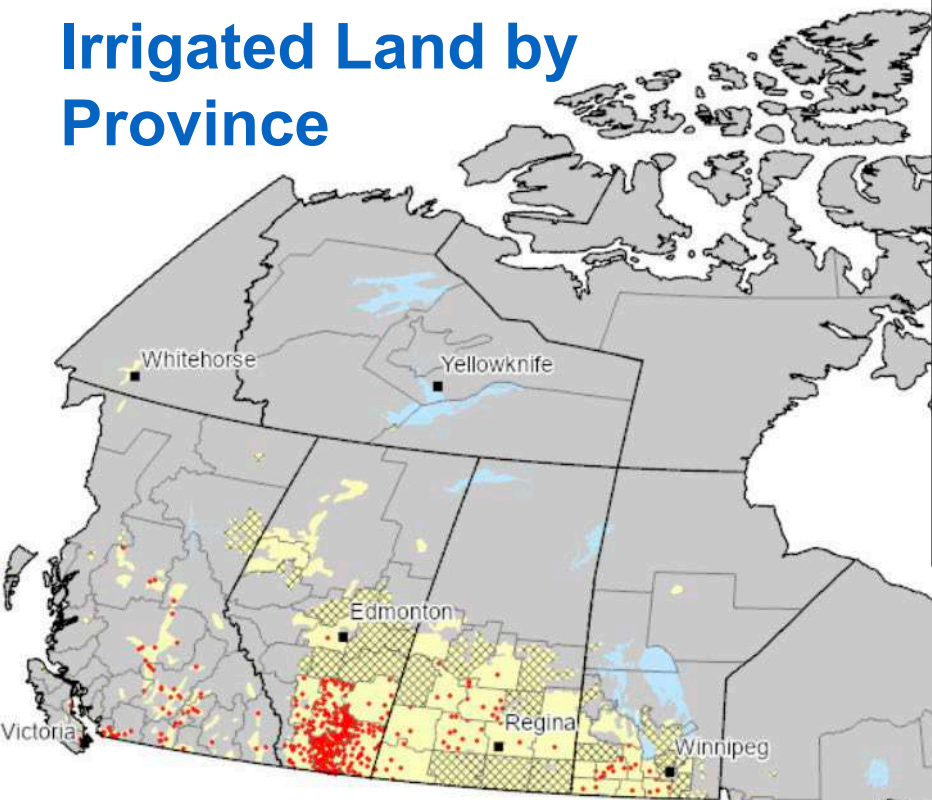 Irrigated Land by
Province
Whitehorse
Yellowknife
Edmonton
Regina
Victoria
Winnipeg